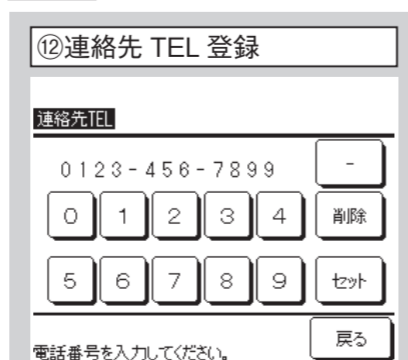 ⑫連絡先 TEL 登録
連絡先TEL
0123-456-7899
-
0 1 2 3 4 削除
5 6 7 8 9 セット
電話番号を入力してください。
戻る